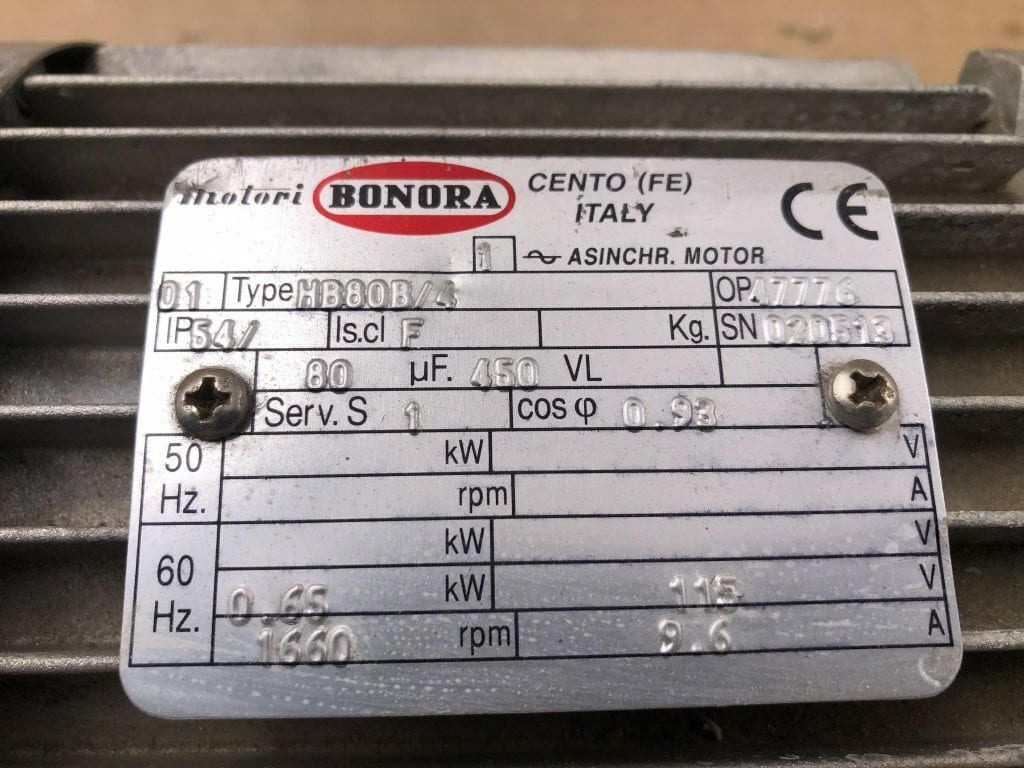 motori BONORA CENTO (FE)
ITALY
CE
1 ~ ASINCHR. MOTOR
01 Type HB80B/4 OP 47776
IP 54/ Is.cl F Kg. SN 020513
80 µF. 450 VL
Serv. S 1 cos φ 0.93
50 Hz. kW V
rpm A
60 Hz. kW V
0.65 kW 115 V
1660 rpm 9.6 A